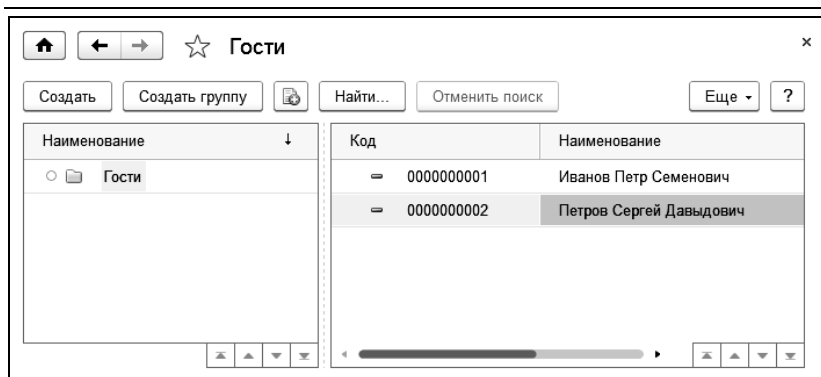 Гости
Создать Создать группу Найти... Отменить поиск Еще ?
Наименование Код Наименование
Гости 0000000001 Иванов Петр Семенович
0000000002 Петров Сергей Давыдович